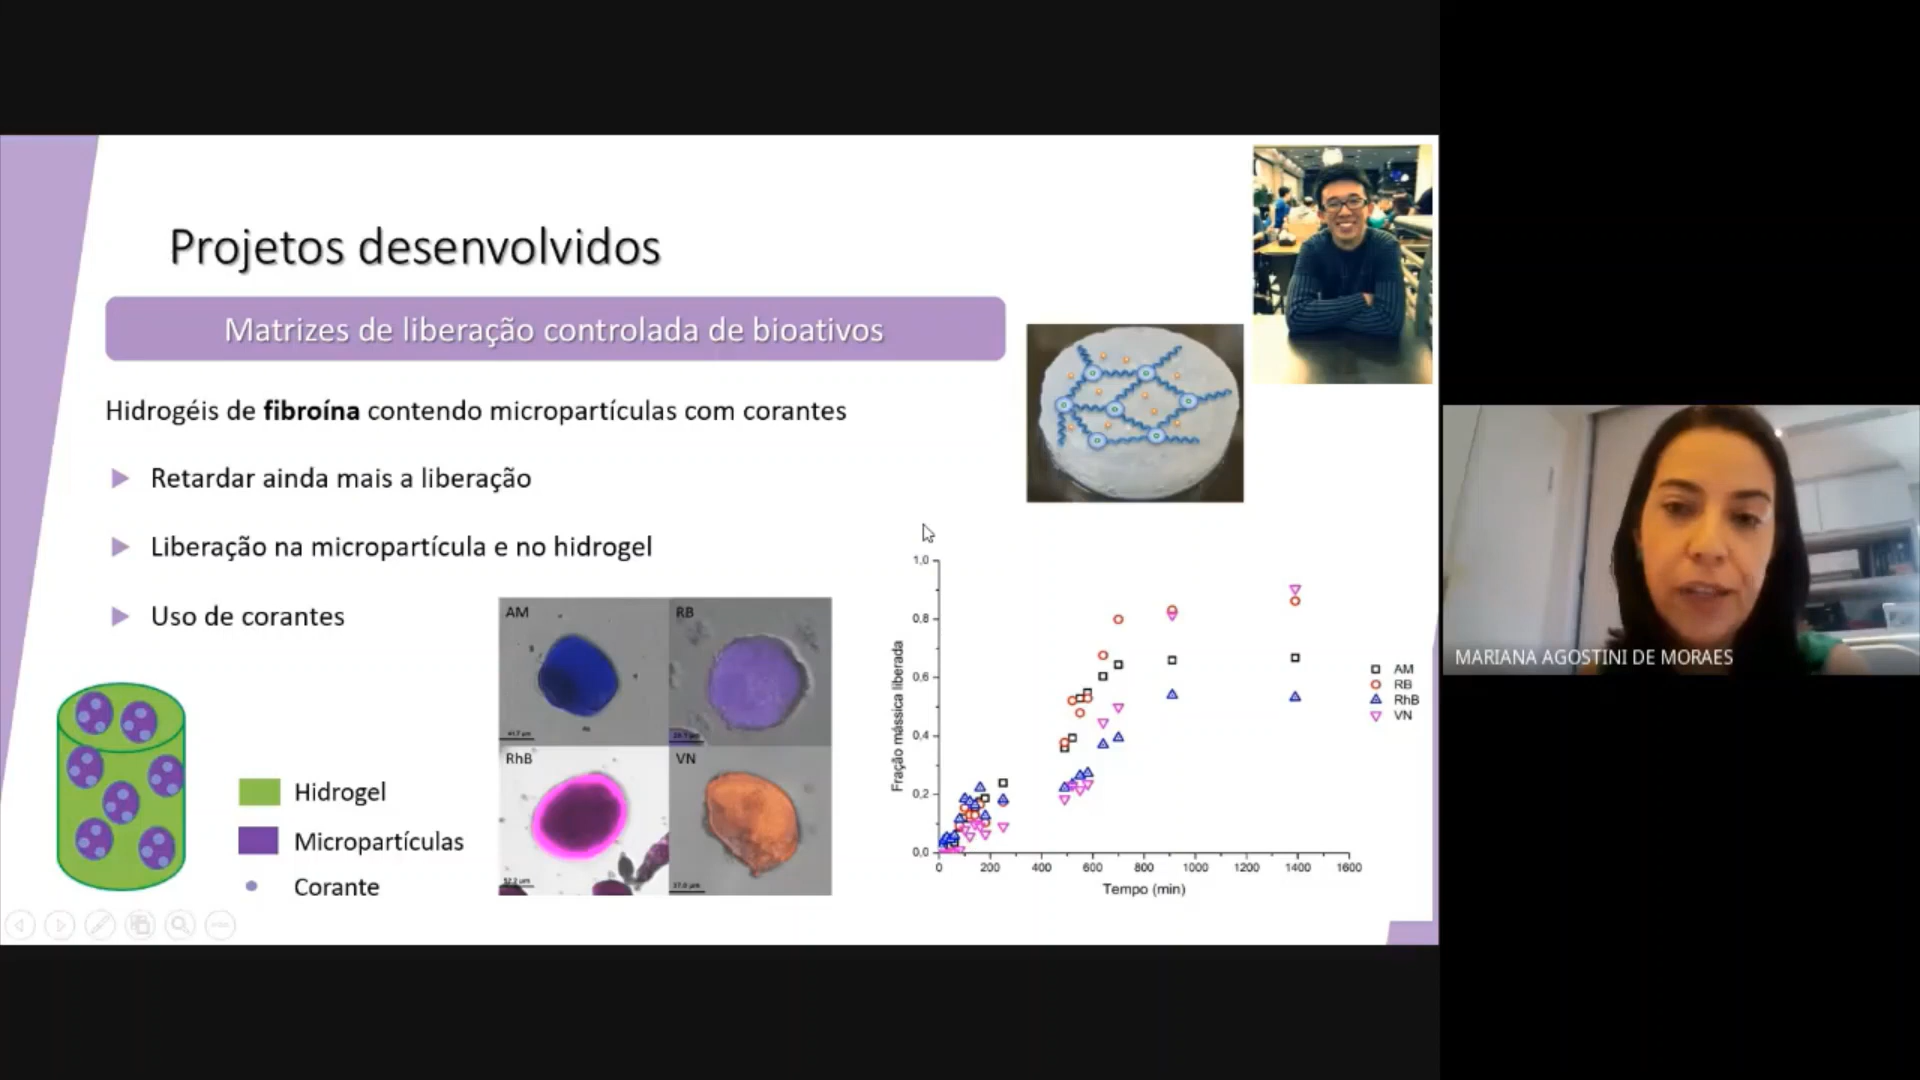 Projetos desenvolvidos
Matrizes de liberação controlada de bioativos
Hidrogéis de fibroína contendo micropartículas com corantes
Retardar ainda mais a liberação
Liberação na micropartícula e no hidrogel
Uso de corantes
Hidrogel
Micropartículas
Corante
AM
RB
RhB
VN
1,0
0,8
0,6
0,4
0,2
0,0
Fração mássica liberada
0 200 400 600 800 1000 1200 1400 1600
Tempo (min)
AM
RB
RhB
VN
MARIANA AGOSTINI DE MORAES